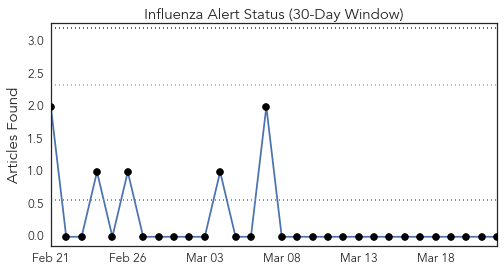 Influenza Alert Status (30-Day Window)
Articles Found
3.0
2.5
2.0
1.5
1.0
0.5
0.0
Feb 21 Feb 26 Mar 03 Mar 08 Mar 13 Mar 18